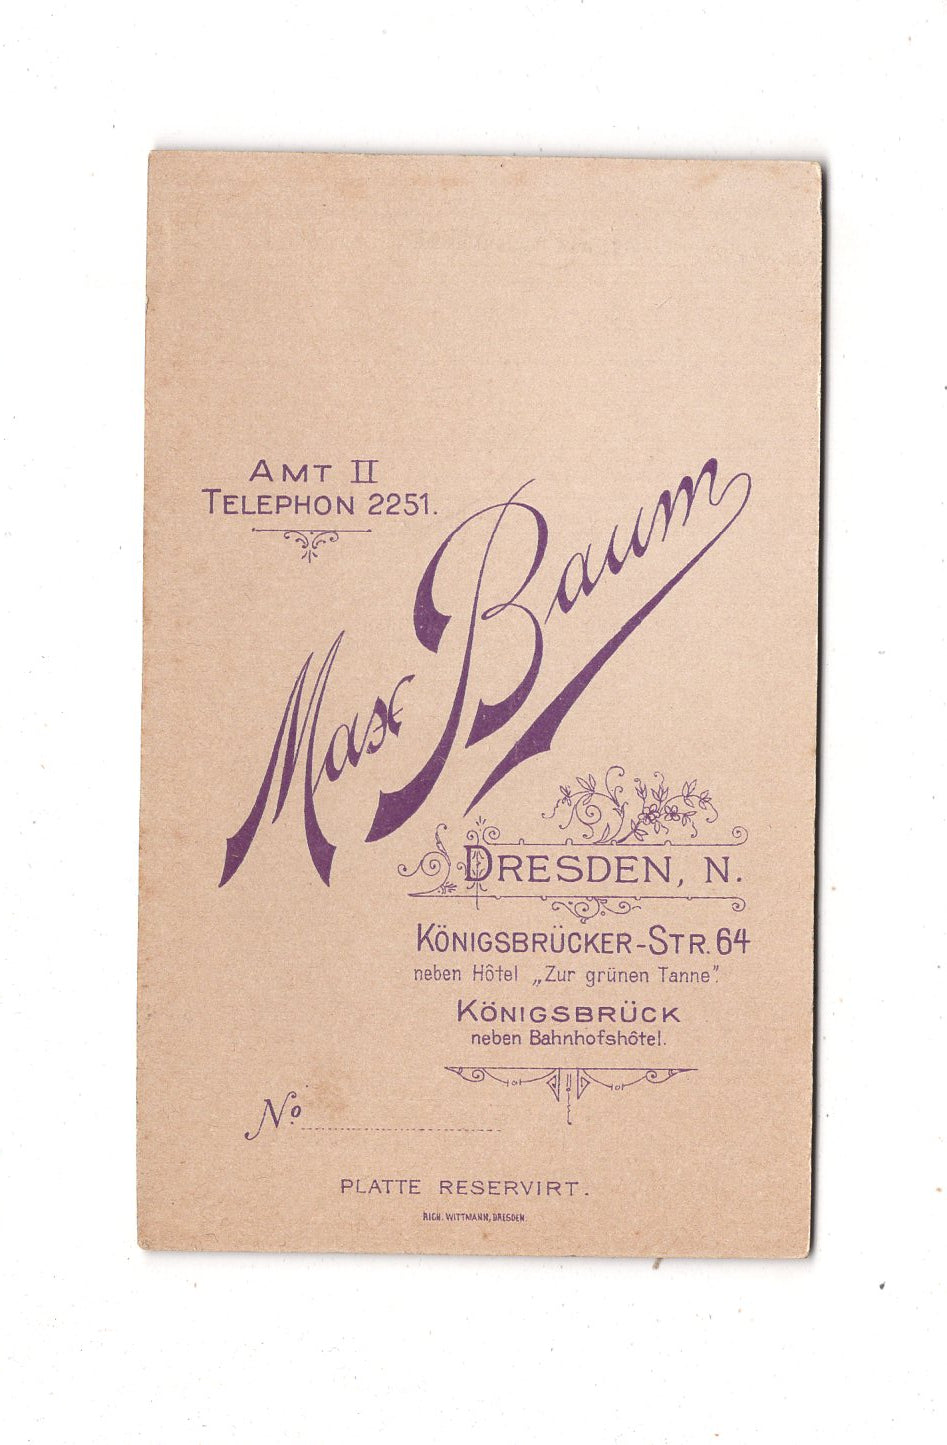 AMT II
TELEPHON 2251.
Max Baum
DRESDEN, N.
KÖNIGSBRÜCKER-STR. 64
neben Hôtel „Zur grünen Tanne".
KÖNIGSBRÜCK
neben Bahnhofshôtel.
No.
PLATTE RESERVIRT.
RICH. WITTMANN, DRESDEN.